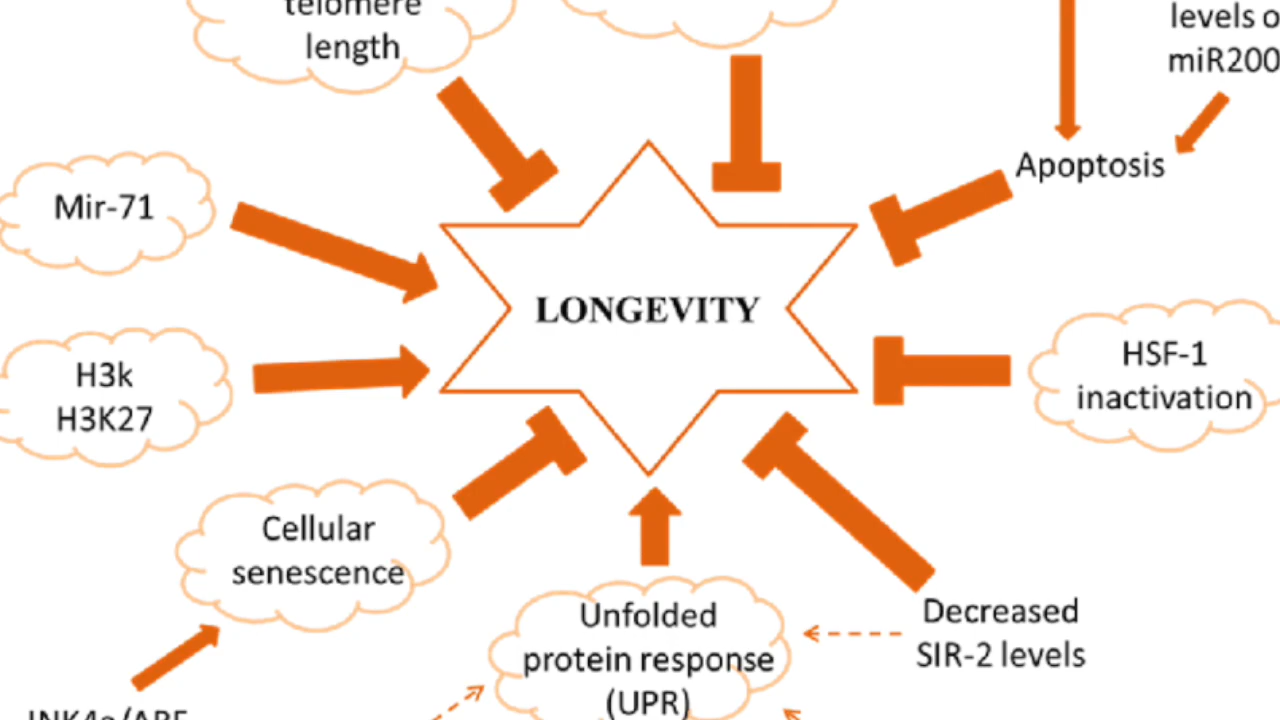 telomere
length
levels o
miR200
Apoptosis
Mir-71
LONGEVITY
HSF-1
inactivation
H3k
H3K27
Cellular
senescence
Unfolded
protein response
(UPR)
Decreased
SIR-2 levels